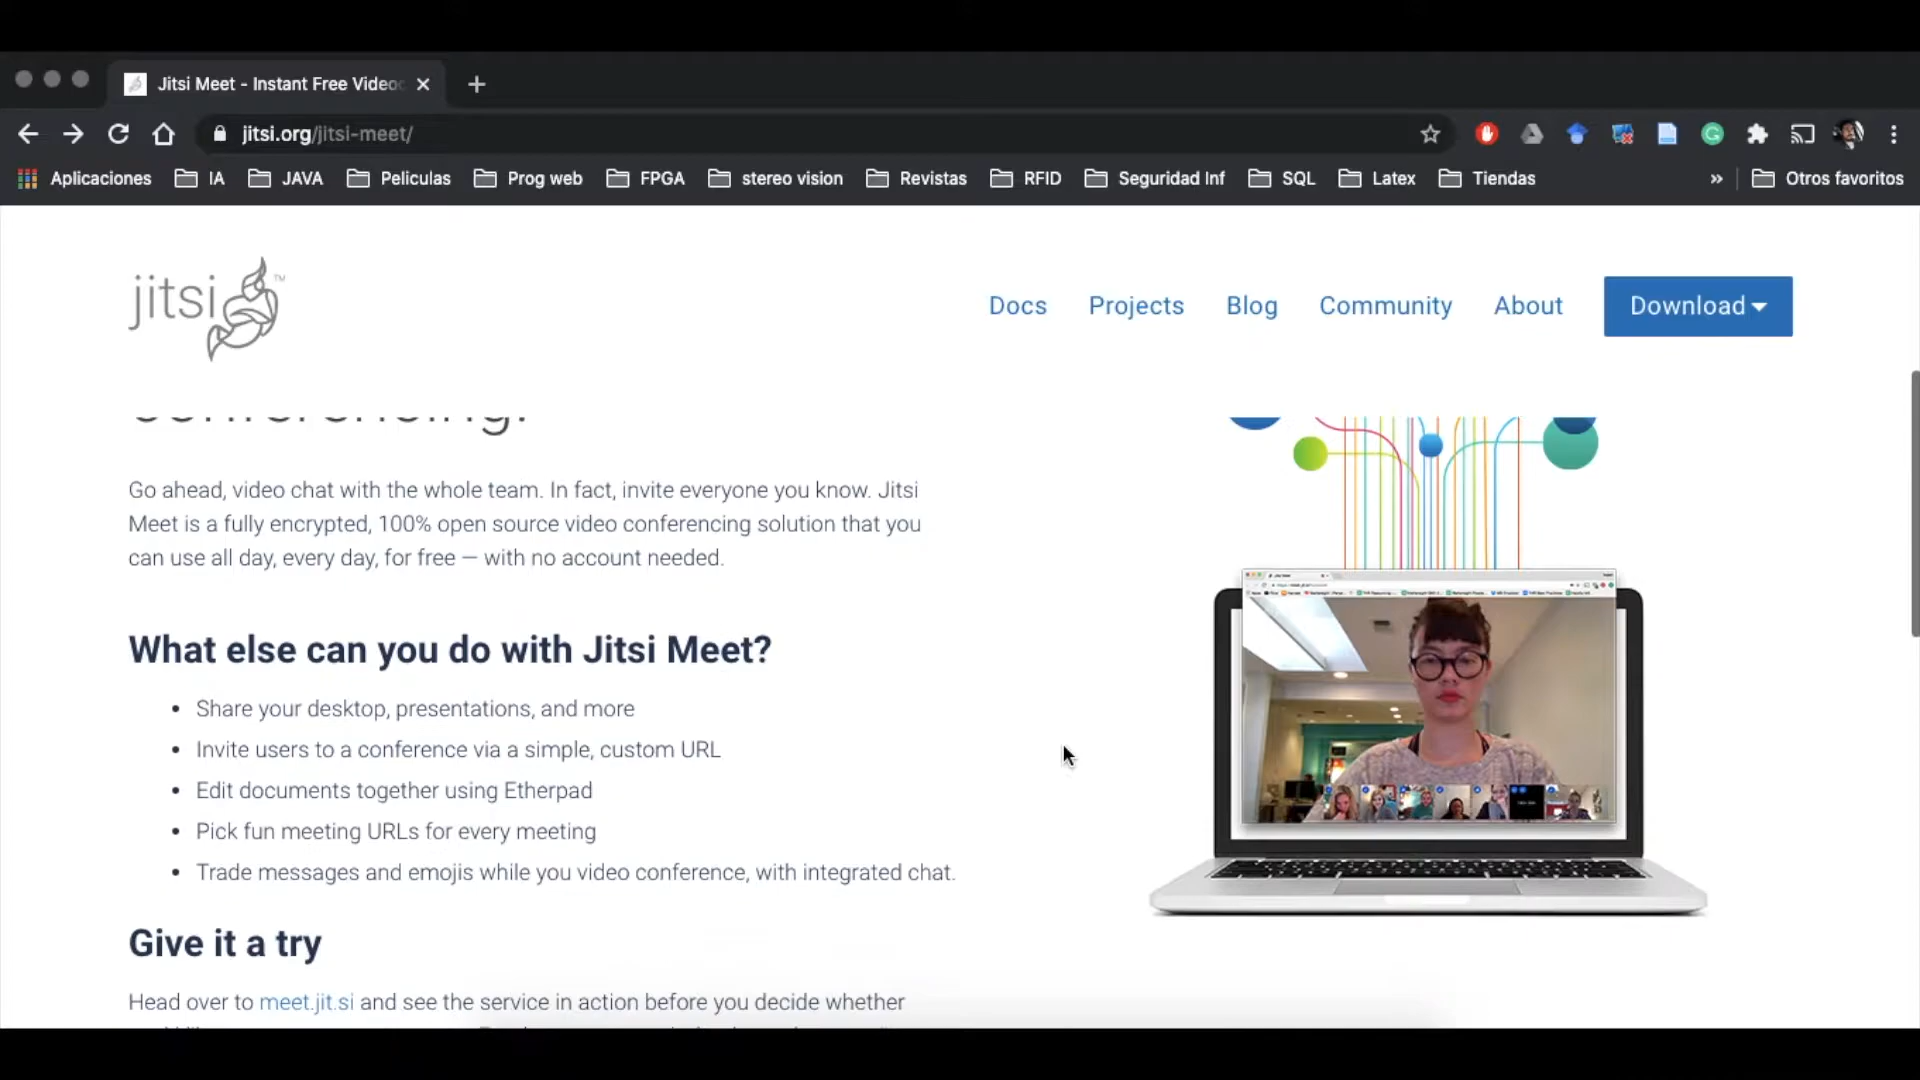 Jitsi Meet - Instant Free Video
jitsi.org/jitsi-meet/
Aplicaciones IA JAVA Peliculas Prog web FPGA stereo vision Revistas RFID Seguridad Inf SQL Latex Tiendas » Otros favoritos
jitsi™
Docs Projects Blog Community About Download
conferencing.
Go ahead, video chat with the whole team. In fact, invite everyone you know. Jitsi
Meet is a fully encrypted, 100% open source video conferencing solution that you
can use all day, every day, for free — with no account needed.
What else can you do with Jitsi Meet?
• Share your desktop, presentations, and more
• Invite users to a conference via a simple, custom URL
• Edit documents together using Etherpad
• Pick fun meeting URLs for every meeting
• Trade messages and emojis while you video conference, with integrated chat.
Give it a try
Head over to meet.jit.si and see the service in action before you decide whether